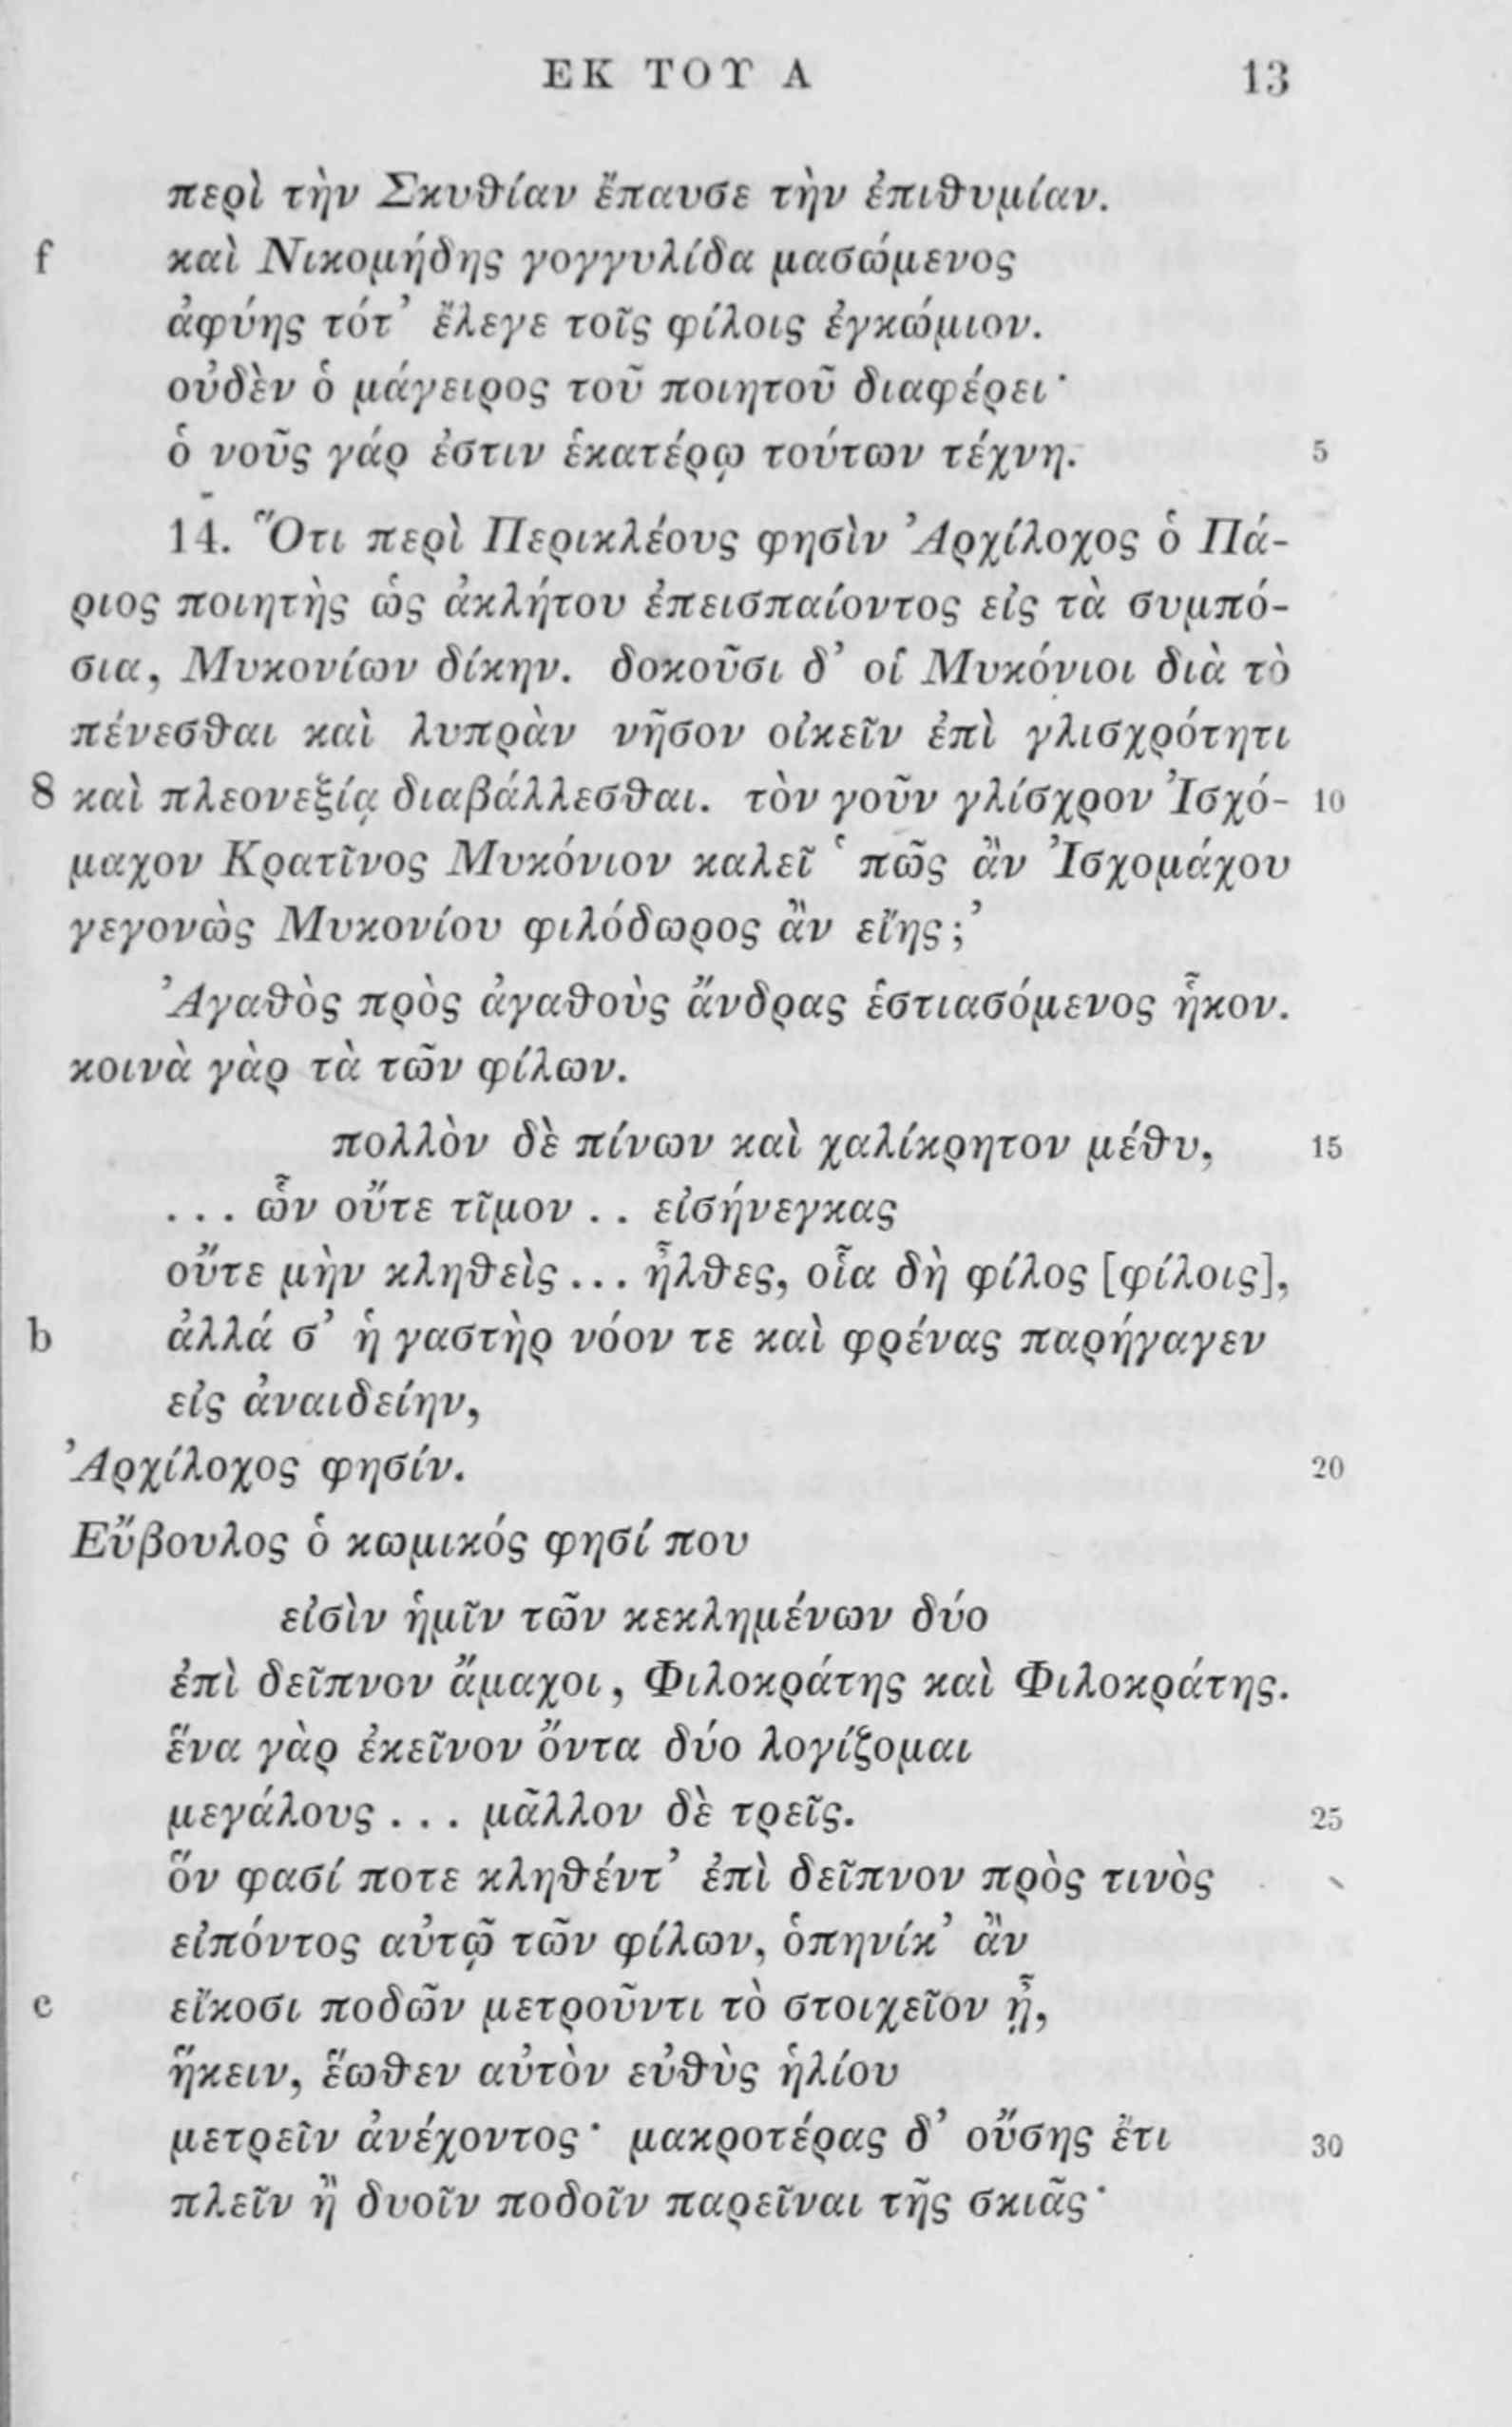 ΕΚ ΤΟΥ Α 13
περὶ τὴν Σκυθίαν ἔπαυσε τὴν ἐπιθυμίαν.
f καὶ Νικομήδης γογγυλίδα μασώμενος
ἀφύης τότ’ ἔλεγε τοῖς φίλοις ἐγκώμιον.
οὐδὲν ὁ μάγειρος τοῦ ποιητοῦ διαφέρει·
ὁ νοῦς γάρ ἐστιν ἑκατέρῳ τούτων τέχνη. 5
14. Ὅτι περὶ Περικλέους φησὶν Ἀρχίλοχος ὁ Πά-
ριος ποιητὴς ὡς ἀκλήτου ἐπεισπαίοντος εἰς τὰ συμπό-
σια, Μυκονίων δίκην. δοκοῦσι δ’ οἱ Μυκόνιοι διὰ τὸ
πένεσθαι καὶ λυπρὰν νῆσον οἰκεῖν ἐπὶ γλισχρότητι
8 καὶ πλεονεξίᾳ διαβάλλεσθαι. τὸν γοῦν γλίσχρον Ἰσχό- 10
μαχον Κρατῖνος Μυκόνιον καλεῖ ‘πῶς ἂν Ἰσχομάχου
γεγονὼς Μυκονίου φιλόδωρος ἂν εἴης;’
Ἀγαθὸς πρὸς ἀγαθοὺς ἄνδρας ἑστιασόμενος ἧκον.
κοινὰ γὰρ τὰ τῶν φίλων.
πολλὸν δὲ πίνων καὶ χαλίκρητον μέθυ, 15
... ὧν οὔτε τῖμον .. εἰσήνεγκας
οὔτε μὴν κληθεὶς ... ἦλθες, οἷα δὴ φίλος [φίλοις],
b ἀλλά σ’ ἡ γαστὴρ νόον τε καὶ φρένας παρήγαγεν
εἰς ἀναιδείην,
Ἀρχίλοχος φησίν. 20
Εὔβουλος ὁ κωμικός φησί που
εἰσὶν ἡμῖν τῶν κεκλημένων δύο
ἐπὶ δεῖπνον ἄμαχοι, Φιλοκράτης καὶ Φιλοκράτης.
ἕνα γὰρ ἐκεῖνον ὄντα δύο λογίζομαι
μεγάλους ... μᾶλλον δὲ τρεῖς. 25
ὅν φασί ποτε κληθέντ’ ἐπὶ δεῖπνον πρὸς τινὸς
εἰπόντος αὐτῷ τῶν φίλων, ὁπηνίκ’ ἂν
c εἴκοσι ποδῶν μετροῦντι τὸ στοιχεῖον ᾖ,
ἥκειν, ἕωθεν αὐτὸν εὐθὺς ἡλίου
μετρεῖν ἀνέχοντος· μακροτέρας δ’ οὔσης ἔτι 30
πλεῖν ἢ δυοῖν ποδοῖν παρεῖναι τῆς σκιᾶς·